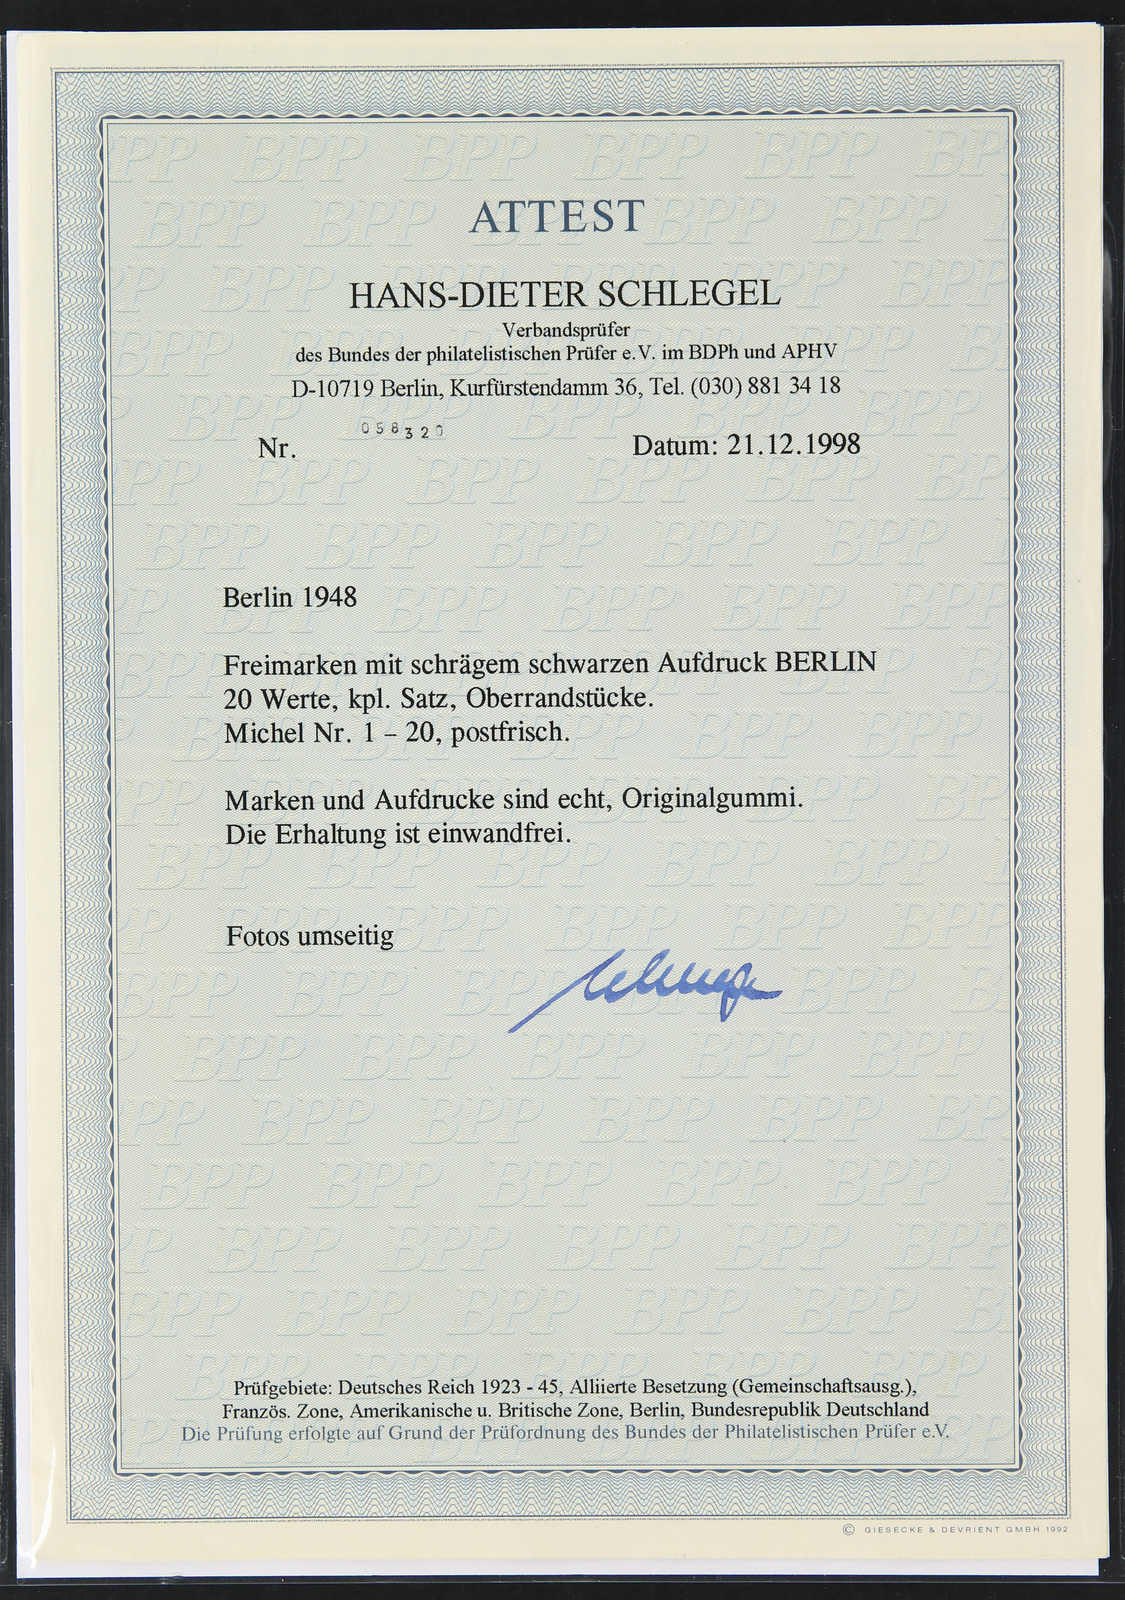 ATTEST
HANS-DIETER SCHLEGEL
Verbandsprüfer
des Bundes der philatelistischen Prüfer e.V. im BDPh und APHV
D-10719 Berlin, Kurfürstendamm 36, Tel. (030) 881 34 18
Nr. 058320 Datum: 21.12.1998
Berlin 1948
Freimarken mit schrägem schwarzen Aufdruck BERLIN
20 Werte, kpl. Satz, Oberrandstücke.
Michel Nr. 1 – 20, postfrisch.
Marken und Aufdrucke sind echt, Originalgummi.
Die Erhaltung ist einwandfrei.
Fotos umseitig
Prüfgebiete: Deutsches Reich 1923 - 45, Alliierte Besetzung (Gemeinschaftsausg.),
Französ. Zone, Amerikanische u. Britische Zone, Berlin, Bundesrepublik Deutschland
Die Prüfung erfolgte auf Grund der Prüfordnung des Bundes der Philatelistischen Prüfer e.V.
© GIESECKE & DEVRIENT GMBH 1992